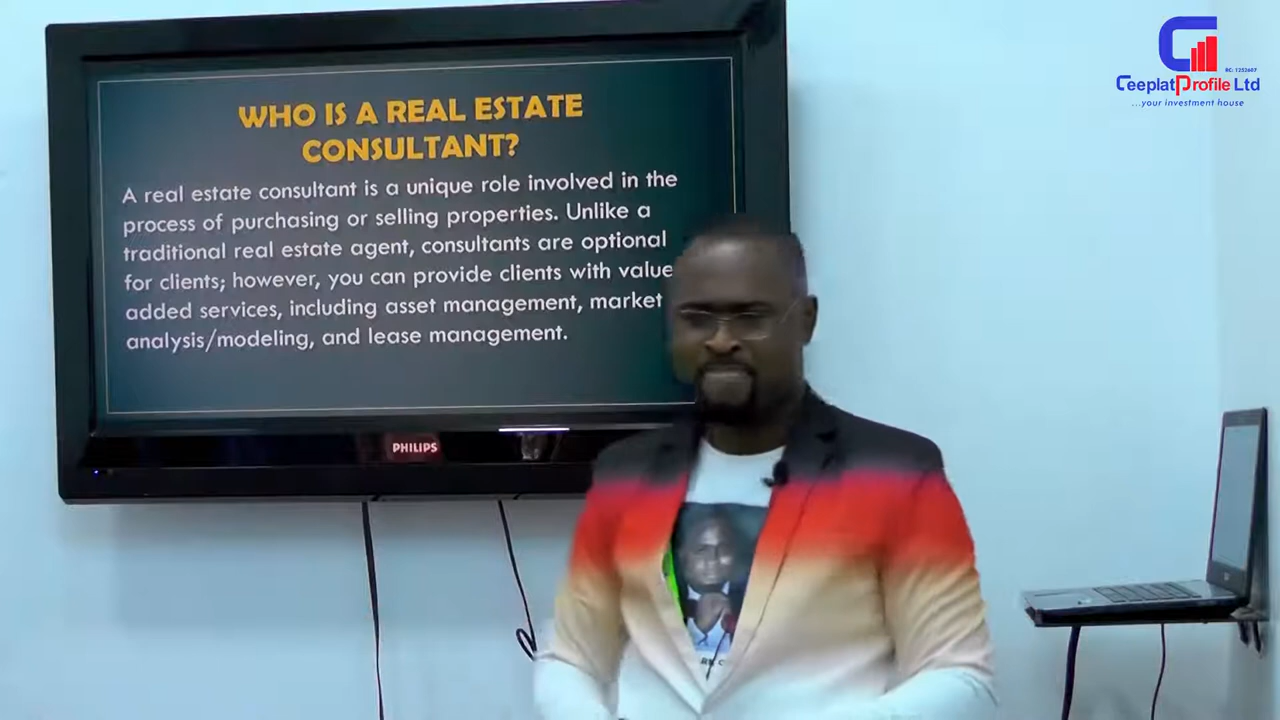 WHO IS A REAL ESTATE
CONSULTANT?
A real estate consultant is a unique role involved in the
process of purchasing or selling properties. Unlike a
traditional real estate agent, consultants are optional
for clients; however, you can provide clients with value
added services, including asset management, market
analysis/modeling, and lease management.
PHILIPS
RC: 1252607
CeeplatProfile Ltd
...your investment house